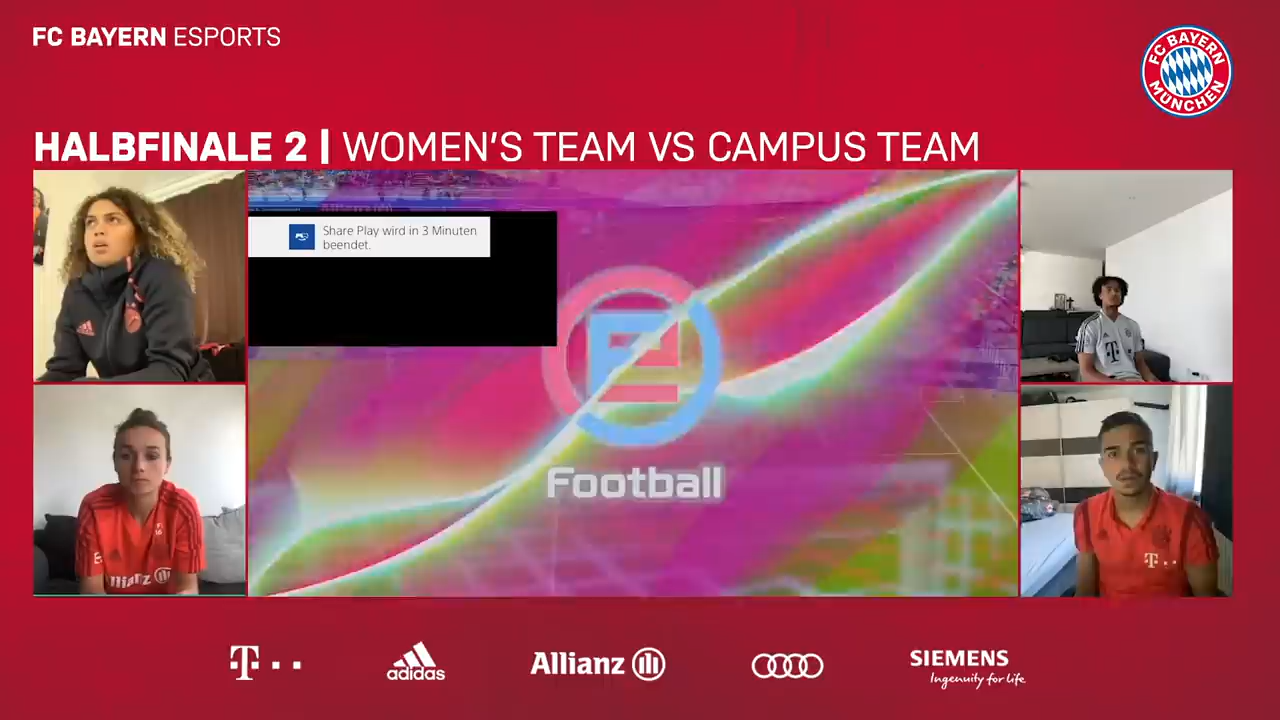 FC BAYERN ESPORTS
FC BAYERN
MÜNCHEN
HALBFINALE 2 | WOMEN'S TEAM VS CAMPUS TEAM
Share Play wird in 3 Minuten
beendet.
Football
Allianz
T
T
T
adidas
Allianz
SIEMENS
Ingenuity for life